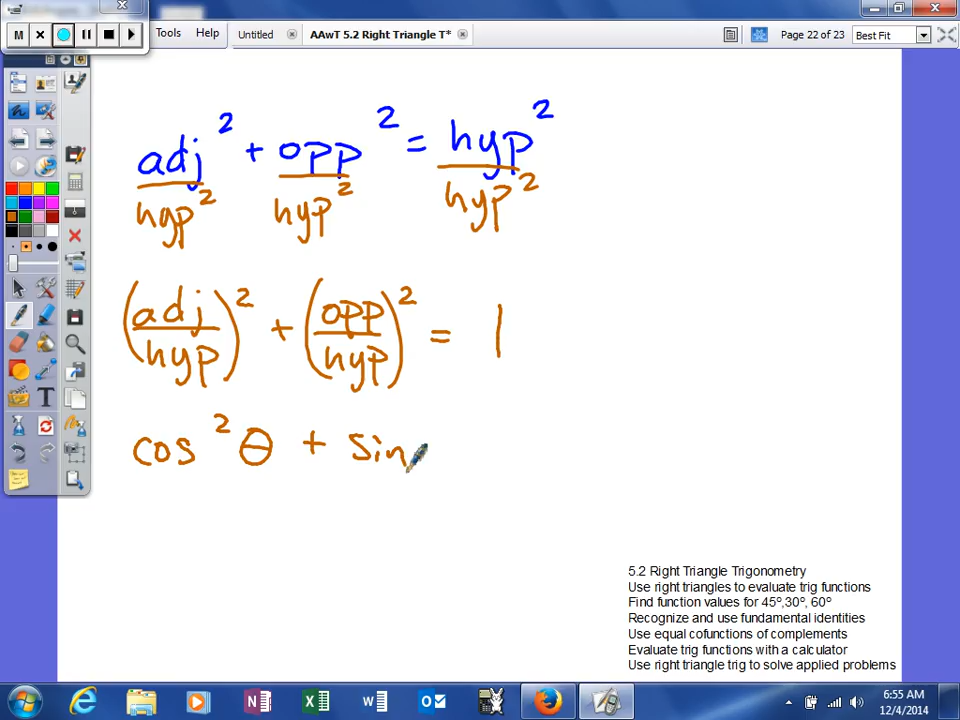 M
Tools Help Untitled AAwT 5.2 Right Triangle T* Page 22 of 23 Best Fit
adj² + opp² = hyp²
hyp² hyp² hyp²
(adj/hyp)² + (opp/hyp)² = 1
cos²θ + sin
5.2 Right Triangle Trigonometry
Use right triangles to evaluate trig functions
Find function values for 45º,30º, 60º
Recognize and use fundamental identities
Use equal cofunctions of complements
Evaluate trig functions with a calculator
Use right triangle trig to solve applied problems
6:55 AM
12/4/2014